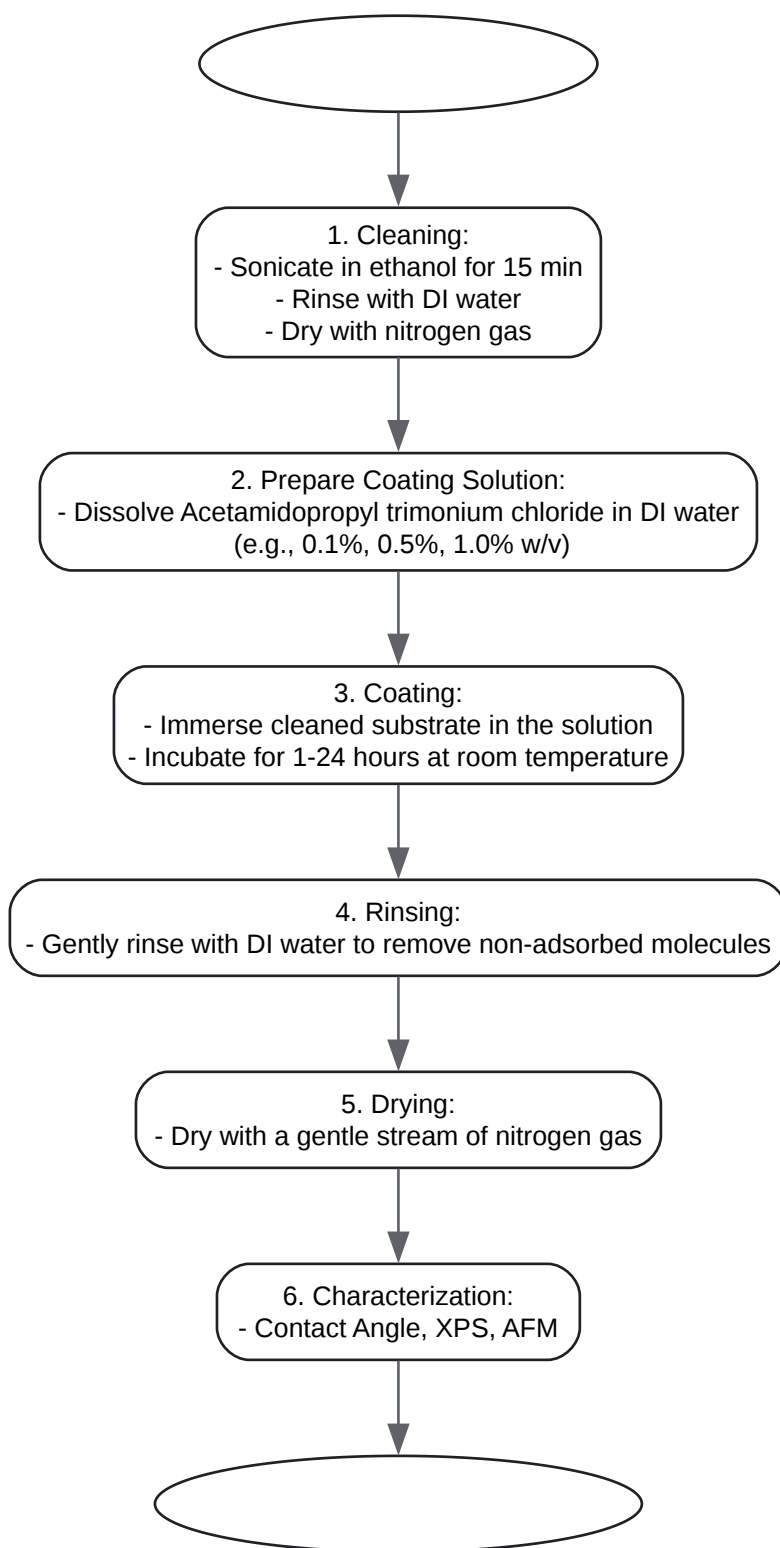 1. Cleaning:
- Sonicate in ethanol for 15 min
- Rinse with DI water
- Dry with nitrogen gas
2. Prepare Coating Solution:
- Dissolve Acetamidopropyl trimonium chloride in DI water
(e.g., 0.1%, 0.5%, 1.0% w/v)
3. Coating:
- Immerse cleaned substrate in the solution
- Incubate for 1-24 hours at room temperature
4. Rinsing:
- Gently rinse with DI water to remove non-adsorbed molecules
5. Drying:
- Dry with a gentle stream of nitrogen gas
6. Characterization:
- Contact Angle, XPS, AFM